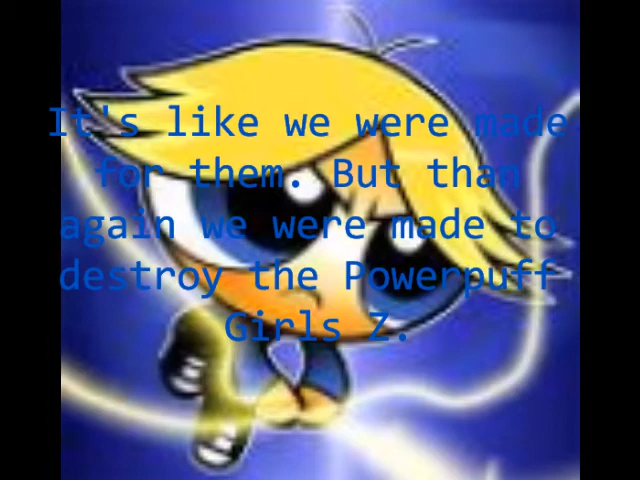 It's like we were made
for them. But than
again we were made to
destroy the Powerpuff
Girls Z.